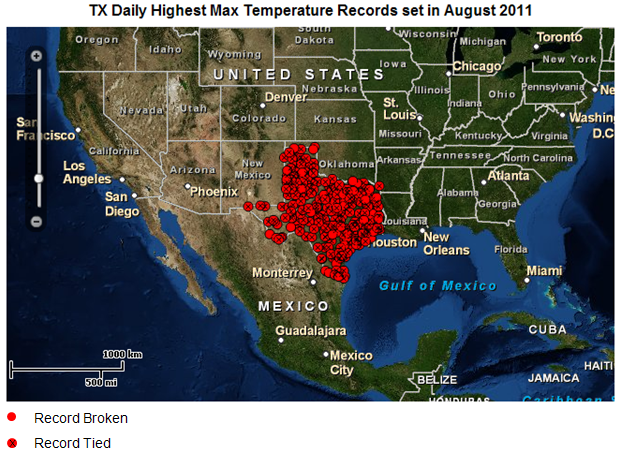 TX Daily Highest Max Temperature Records set in August 2011
Oregon
Idaho
Wyoming
South
Dakota
Wisconsin
Michigan
Toronto
New York
Iowa
Chicago
UNITED STATES
Nebraska
Illinois
Indiana
Ohio
Pennsylvania
Ne
Nevada
Utah
Denver
Colorado
Kansas
St.
Louis
Missouri
Kentucky
Virginia
Washin
D.C
San
Francisco
California
Los
Angeles
San
Diego
Arizona
Phoenix
New
Mexico
Oklahoma
Arkansas
Tennessee
North Carolina
Atlanta
Alabama
Georgia
Louisiana
Houston
New
Orleans
Florida
Miami
Monterrey
Gulf of Mexico
MEXICO
Guadalajara
Mexico
City
CUBA
HAITI
JAMAICA
BELIZE
HONDURAS
Caribbean S
1000 km
500 mi
Record Broken
Record Tied